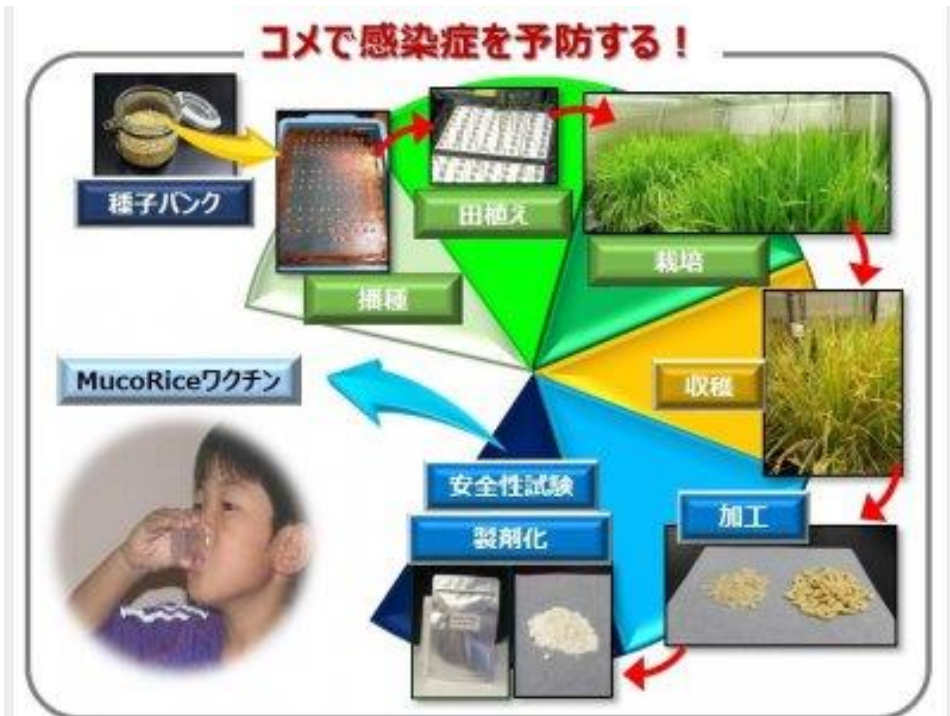 コメで感染症を予防する！
種子バンク
播種
田植え
栽培
収穫
加工
安全性試験
製剤化
MucoRiceワクチン